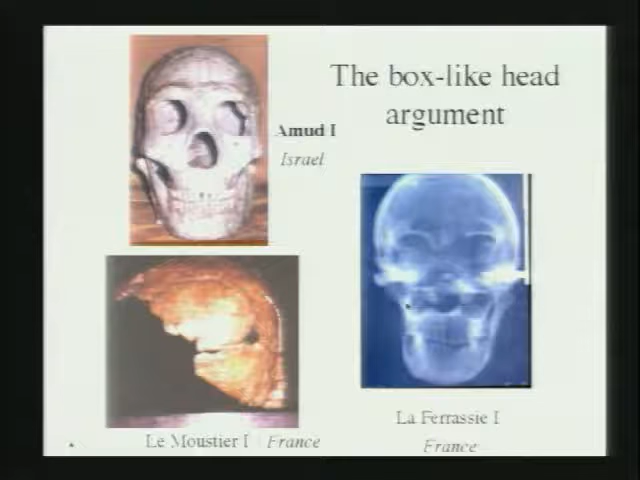 The box-like head
argument
Amud I
Israel
La Ferrassie I
France
Le Moustier I France